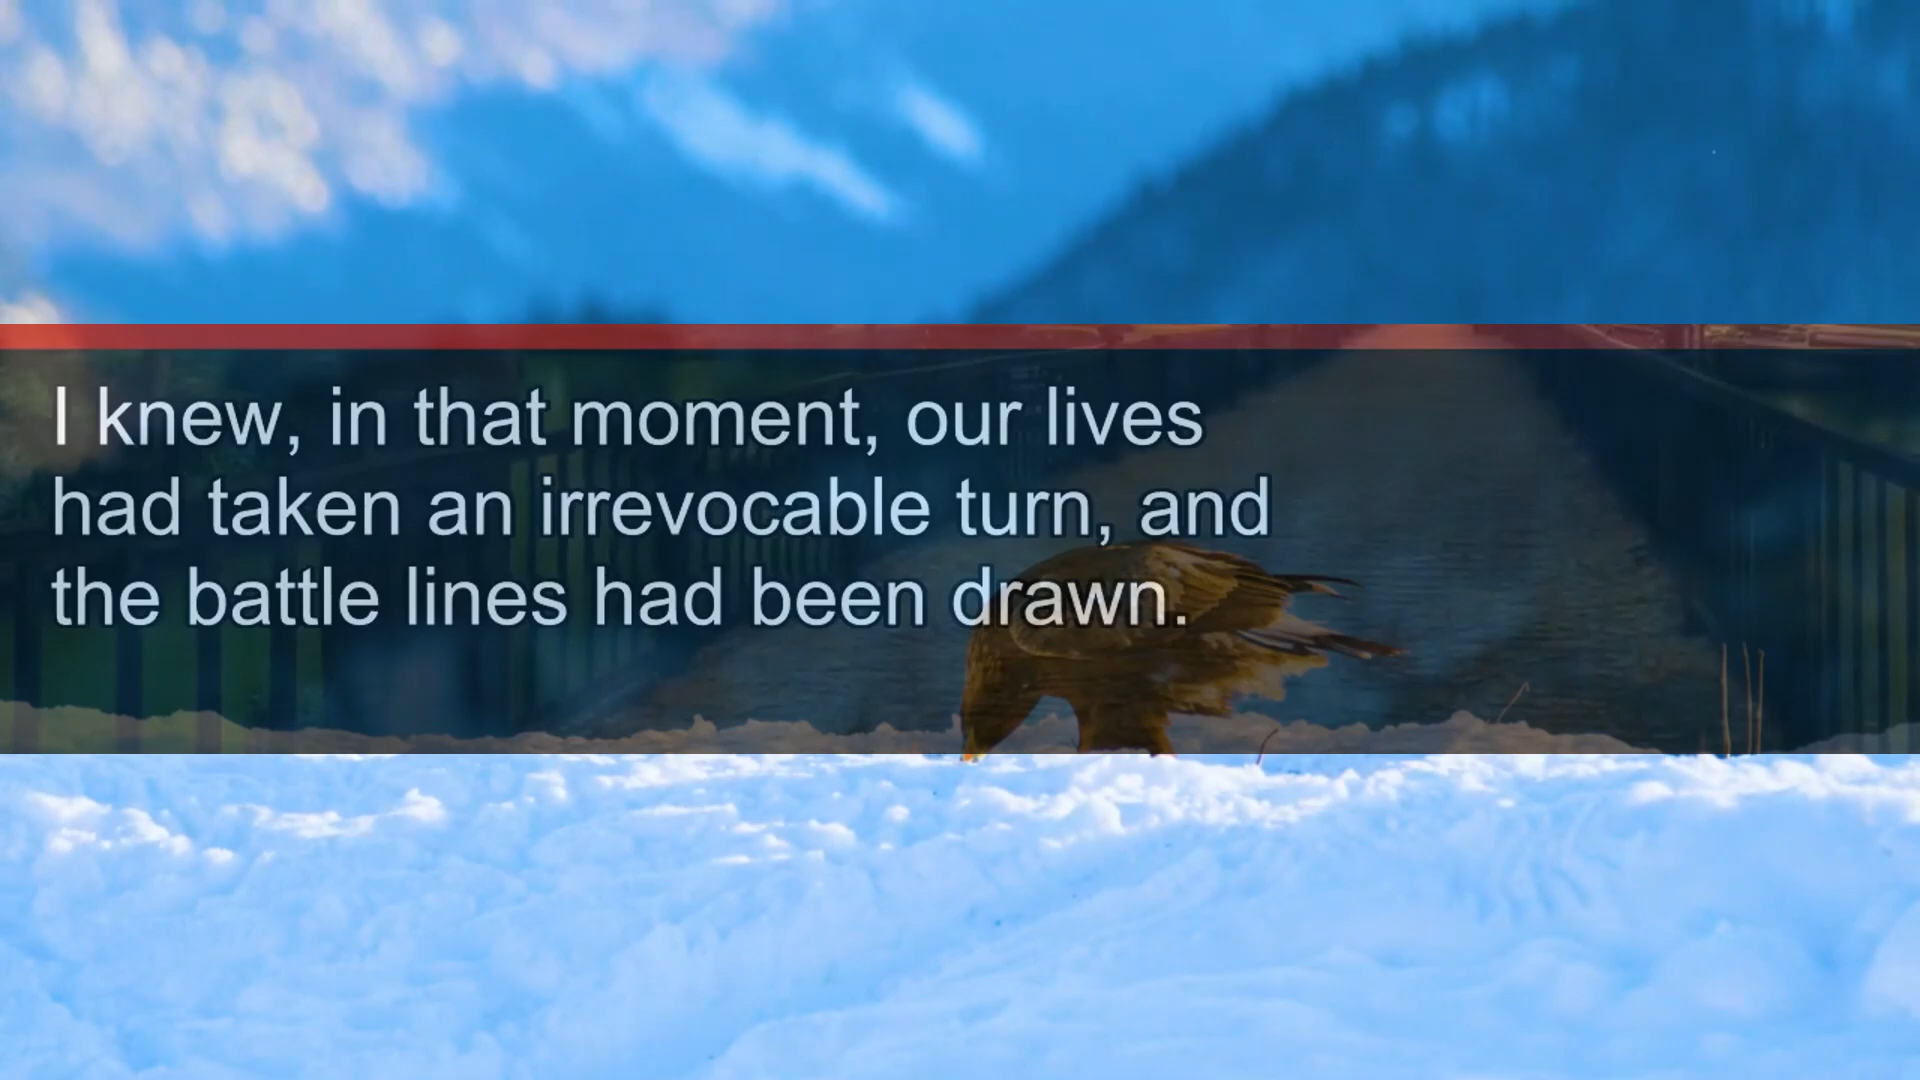 I knew, in that moment, our lives
had taken an irrevocable turn, and
the battle lines had been drawn.